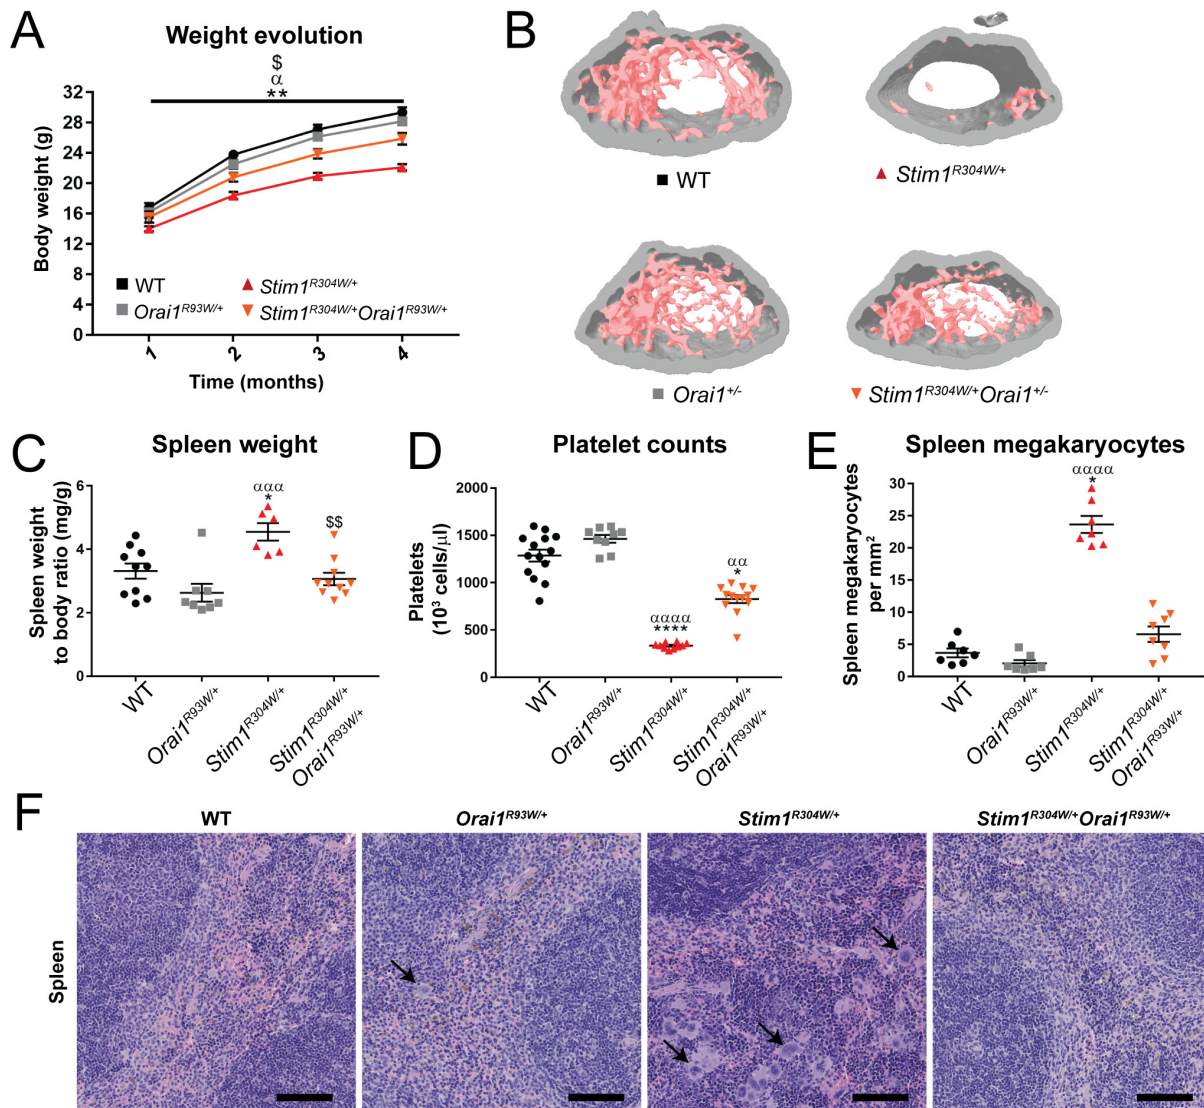 A
Weight evolution
$
α
**
Body weight (g)
32
28
24
20
16
12
8
4
0
WT
Stim1R304W/+
Orai1R93W/+
Stim1R304W/+Orai1R93W/+
1 2 3 4
Time (months)
B
WT
Stim1R304W/+
Orai1+/-
Stim1R304W/+Orai1+/-
C
Spleen weight
Spleen weight
to body ratio (mg/g)
6
4
2
0
ααα
*
$$
WT
Orai1R93W/+
Stim1R304W/+
Stim1R304W/+
Orai1R93W/+
D
Platelet counts
Platelets
(10³ cells/µl)
2000
1500
1000
500
0
αααα
****
αα
*
WT
Orai1R93W/+
Stim1R304W/+
Stim1R304W/+
Orai1R93W/+
E
Spleen megakaryocytes
Spleen megakaryocytes
per mm²
30
25
20
15
10
5
0
αααα
*
WT
Orai1R93W/+
Stim1R304W/+
Stim1R304W/+
Orai1R93W/+
F
WT
Orai1R93W/+
Stim1R304W/+
Stim1R304W/+Orai1R93W/+
Spleen